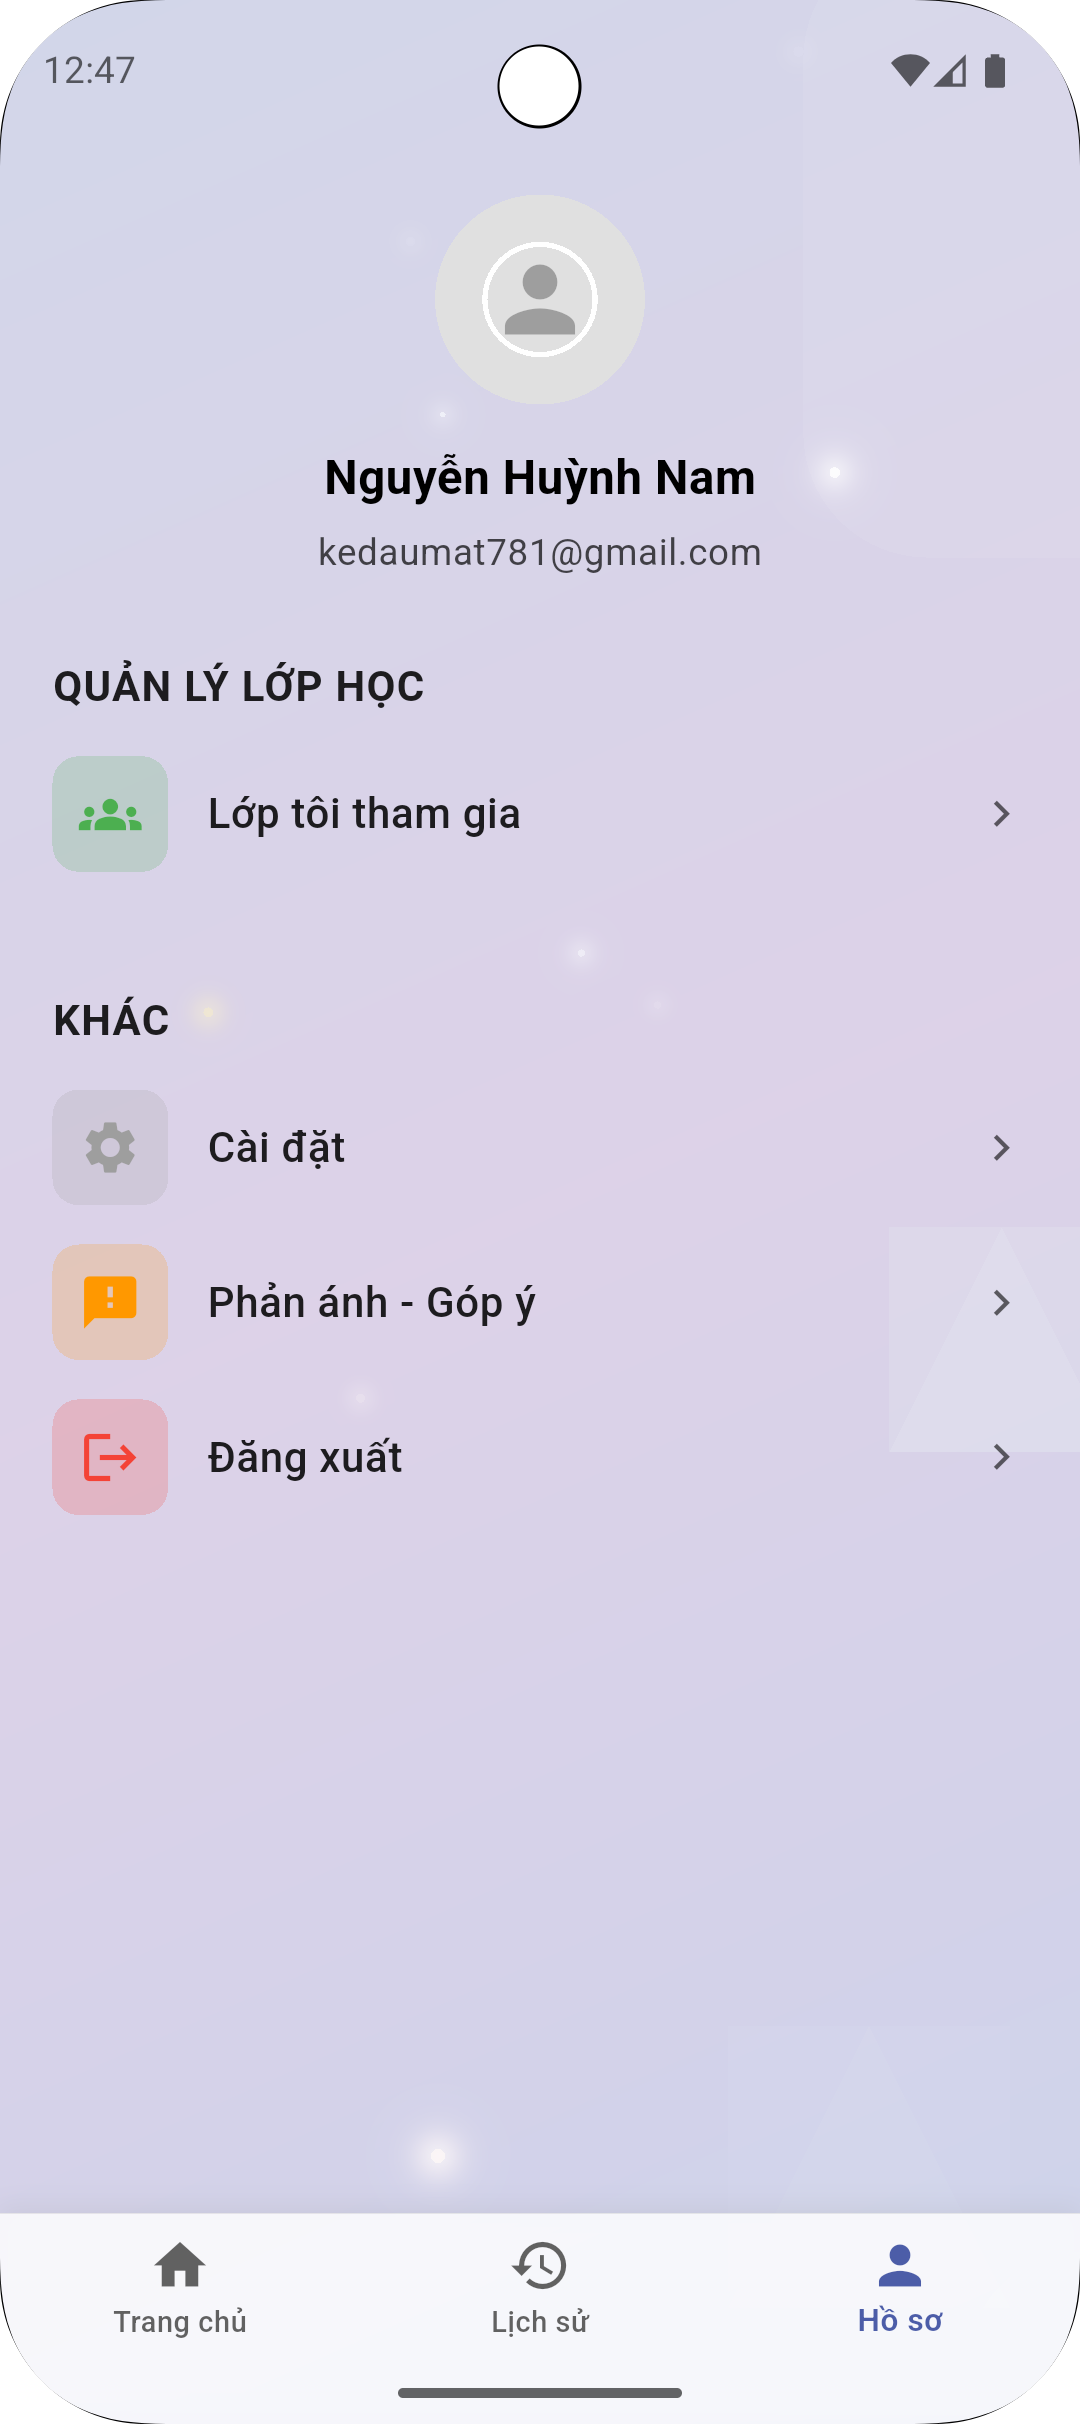 12:47
Nguyễn Huỳnh Nam
kedaumat781@gmail.com
QUẢN LÝ LỚP HỌC
Lớp tôi tham gia
KHÁC
Cài đặt
Phản ánh - Góp ý
Đăng xuất
Trang chủ
Lịch sử
Hồ sơ